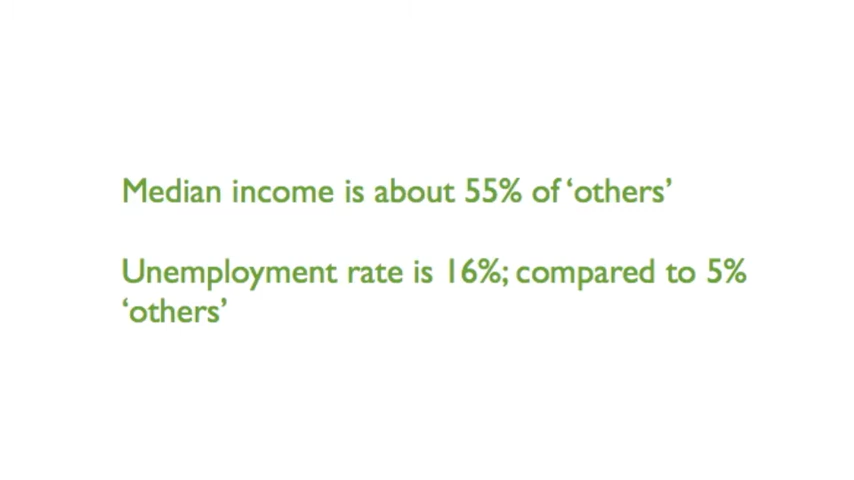 Median income is about 55% of ‘others’
Unemployment rate is 16%; compared to 5%
‘others’